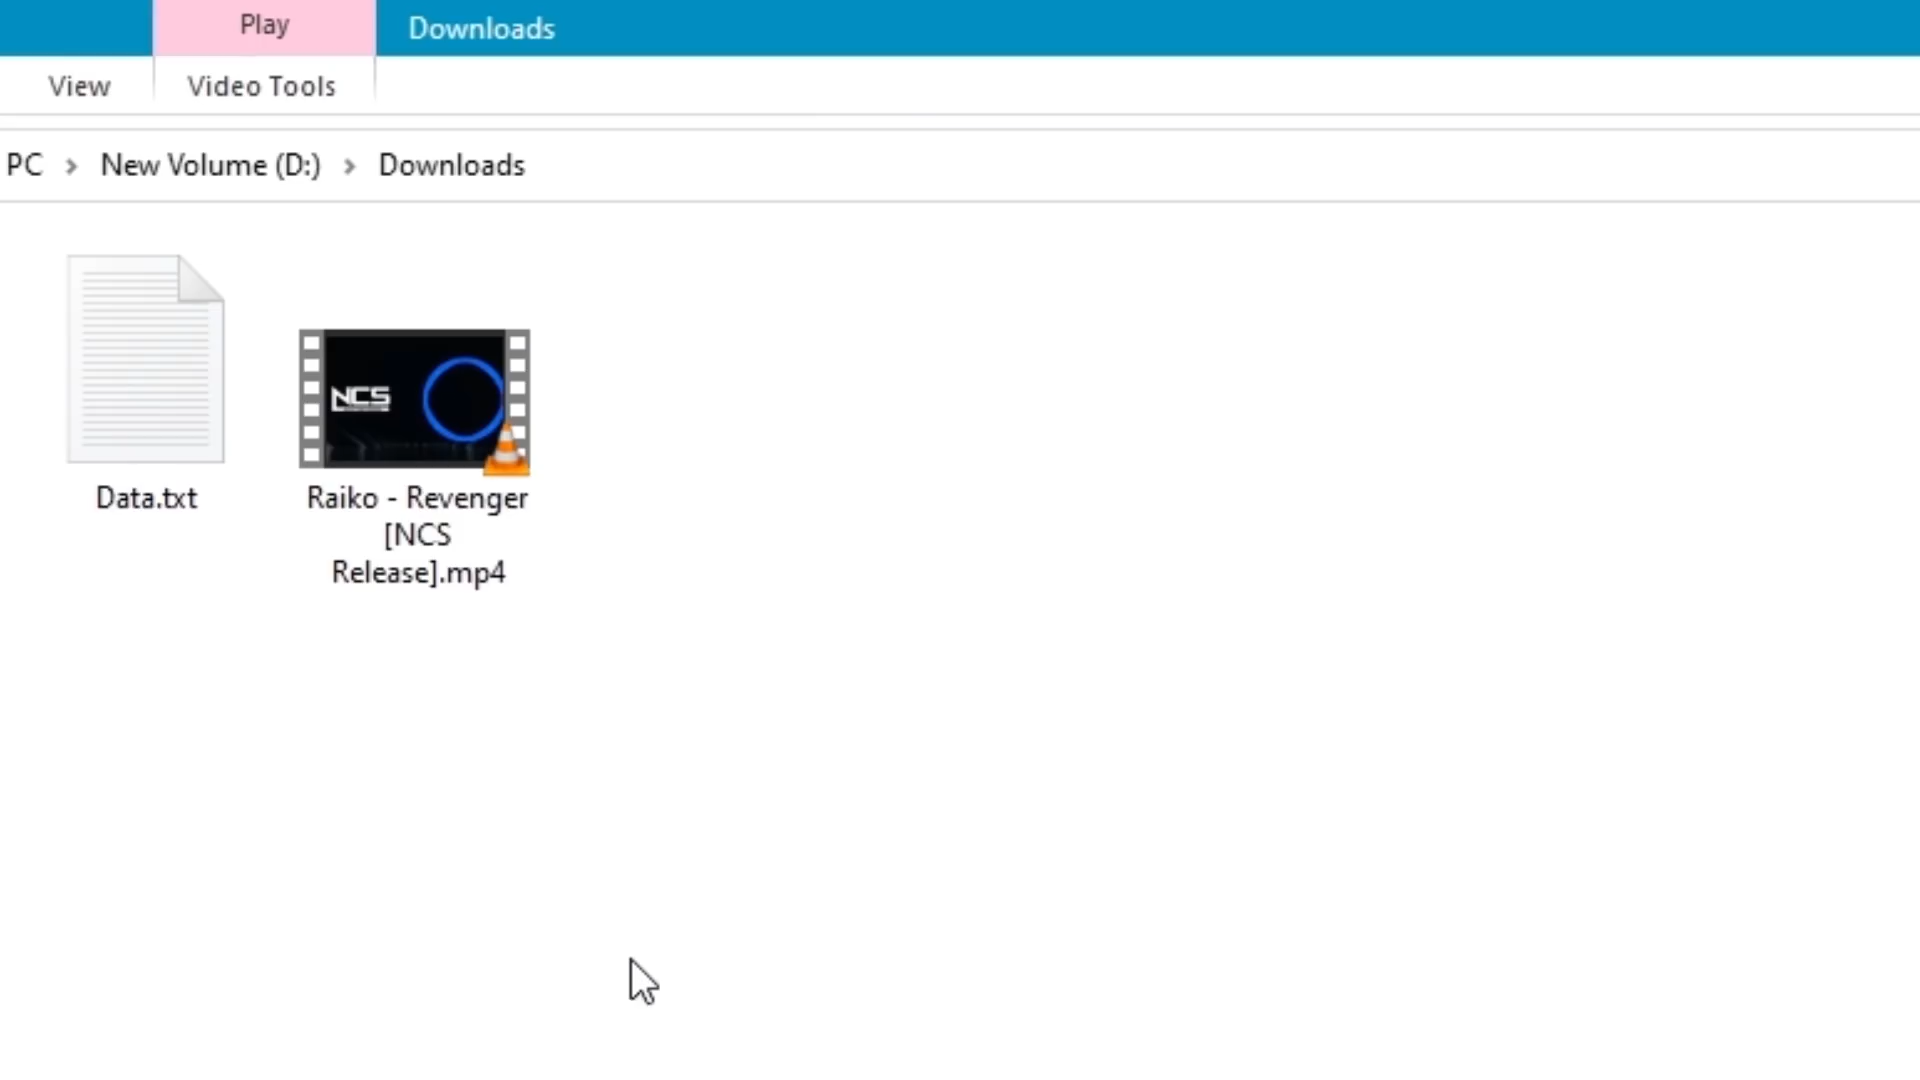 Play
Downloads
View
Video Tools
PC > New Volume (D:) > Downloads
NCS
Data.txt
Raiko - Revenger
[NCS
Release].mp4